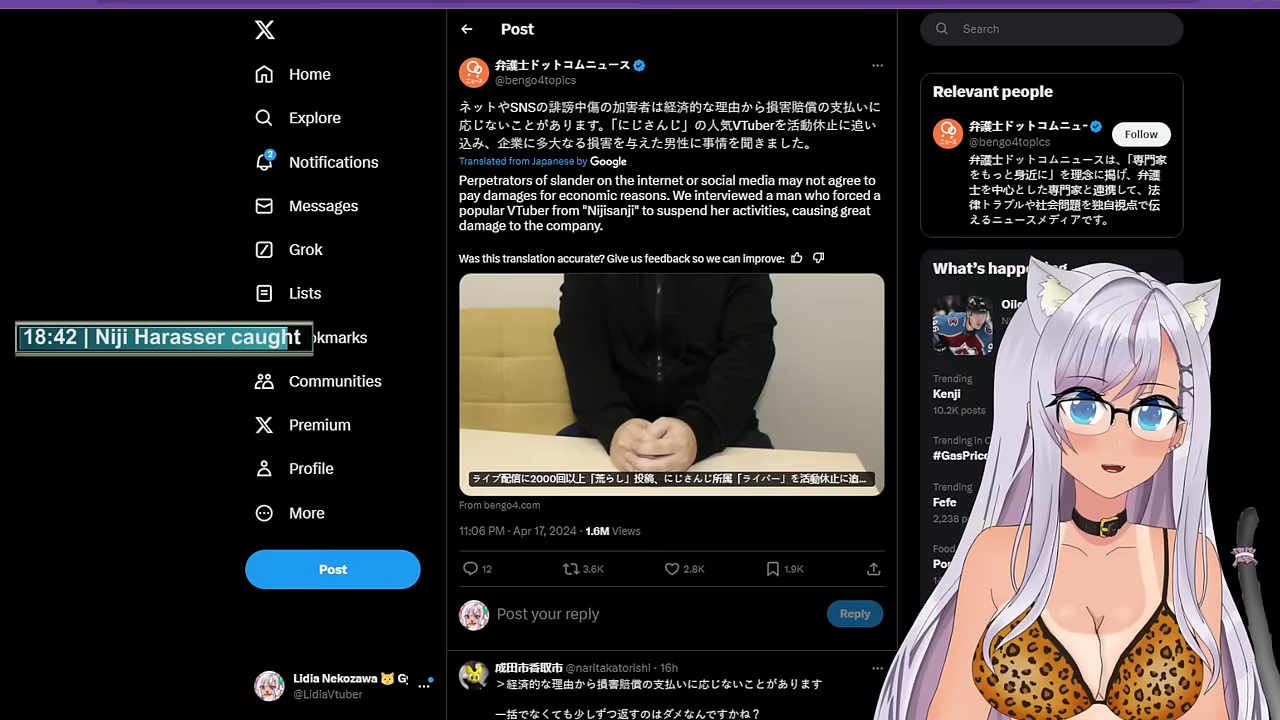 Home
Explore
2
Notifications
Messages
Grok
Lists
okmarks
Communities
Premium
Profile
More
Post
Lidia Nekozawa 🐱 G
@LidiaVtuber
18:42 | Niji Harasser caught
Post
弁護士ドットコムニュース
@bengo4topics
ネットやSNSの誹謗中傷の加害者は経済的な理由から損害賠償の支払いに
応じないことがあります。「にじさんじ」の人気VTuberを活動休止に追い
込み、企業に多大なる損害を与えた男性に事情を聞きました。
Translated from Japanese by Google
Perpetrators of slander on the internet or social media may not agree to
pay damages for economic reasons. We interviewed a man who forced a
popular VTuber from "Nijisanji" to suspend her activities, causing great
damage to the company.
Was this translation accurate? Give us feedback so we can improve:
ライブ配信に2000回以上「荒らし」投稿、にじさんじ所属「ライバー」を活動休止に追...
From bengo4.com
11:06 PM · Apr 17, 2024 · 1.6M Views
12
3.6K
2.8K
1.9K
Post your reply
Reply
成田市香取市 @naritakatorishi · 16h
＞経済的な理由から損害賠償の支払いに応じないことがあります
一括でなくても少しずつ返すのはダメなんですかね？
Search
Relevant people
弁護士ドットコムニュー
@bengo4topics
Follow
弁護士ドットコムニュースは、「専門家
をもっと身近に」を理念に掲げ、弁護
士を中心とした専門家と連携して、法
律トラブルや社会問題を独自視点で伝
えるニュースメディアです。
What's happening
Trending
Kenji
10.2K posts
Trending in
#GasPric
Trending
Fefe
2,238 p
Food